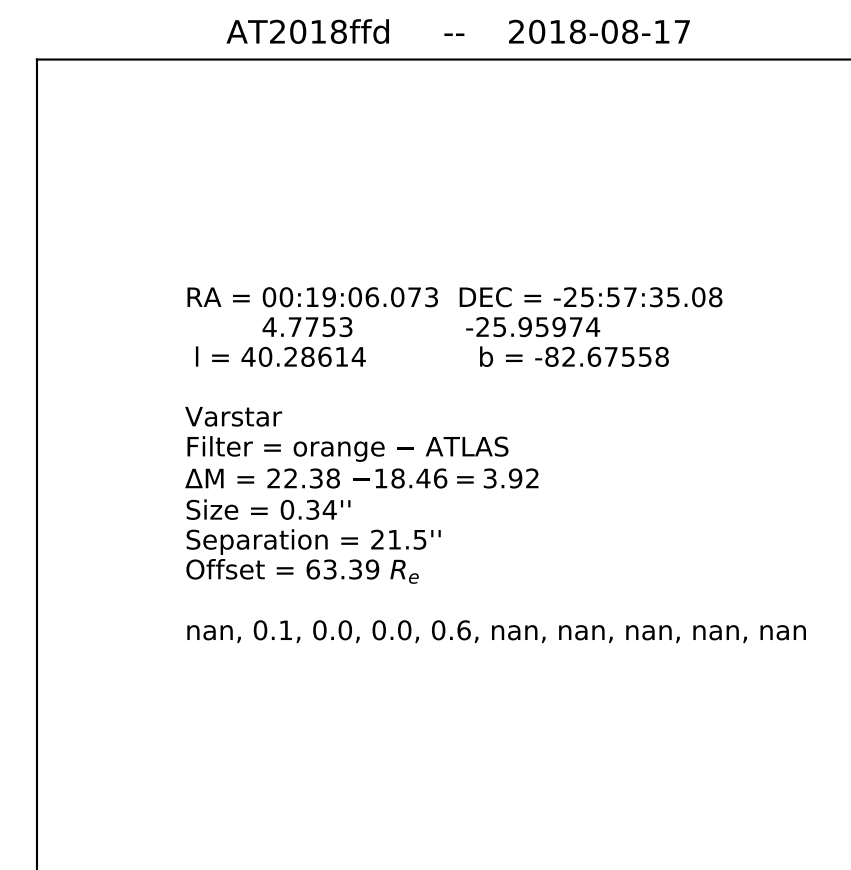 AT2018ffd -- 2018-08-17
RA = 00:19:06.073 DEC = -25:57:35.08
4.7753 -25.95974
l = 40.28614 b = -82.67558
Varstar
Filter = orange − ATLAS
ΔM = 22.38 −18.46 = 3.92
Size = 0.34''
Separation = 21.5''
Offset = 63.39 Re
nan, 0.1, 0.0, 0.0, 0.6, nan, nan, nan, nan, nan